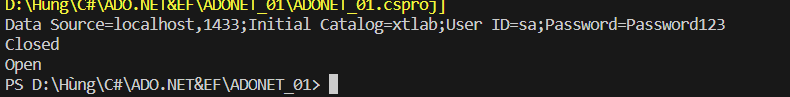 D:\Hùng\C#\ADO.NET&EF\ADONET_01\ADONET_01.csproj]
Data Source=localhost,1433;Initial Catalog=xtlab;User ID=sa;Password=Password123
Closed
Open
PS D:\Hùng\C#\ADO.NET&EF\ADONET_01>